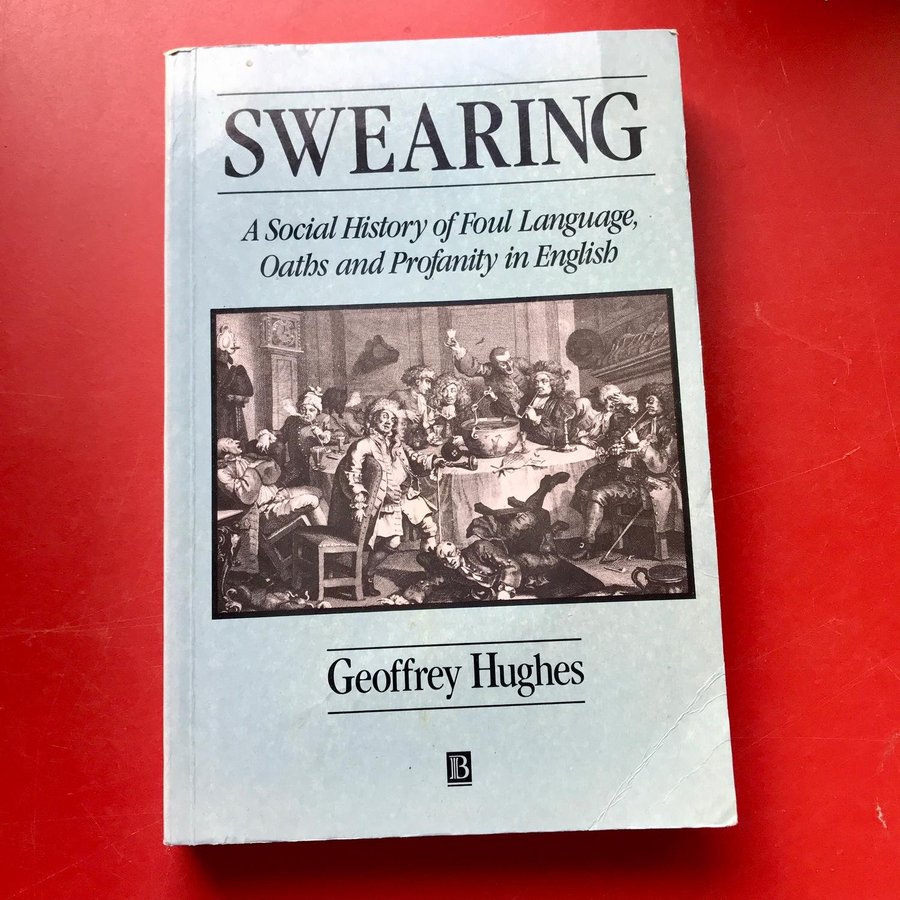 SWEARING
A Social History of Foul Language,
Oaths and Profanity in English
Geoffrey Hughes
B